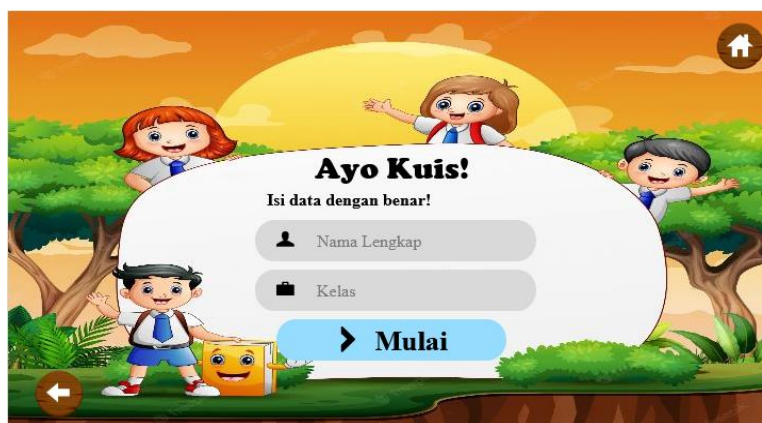 Ayo Kuis!
Isi data dengan benar!
Nama Lengkap
Kelas
Mulai